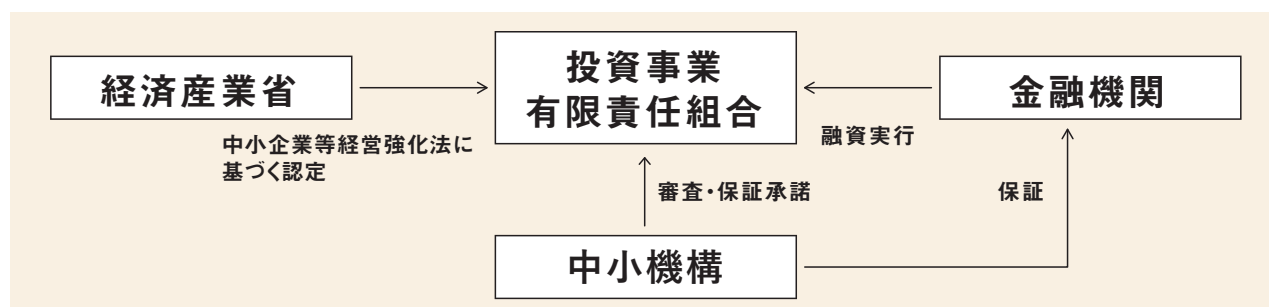 経済産業省
投資事業
有限責任組合
金融機関
中小企業等経営強化法に
基づく認定
融資実行
審査・保証承諾
保証
中小機構